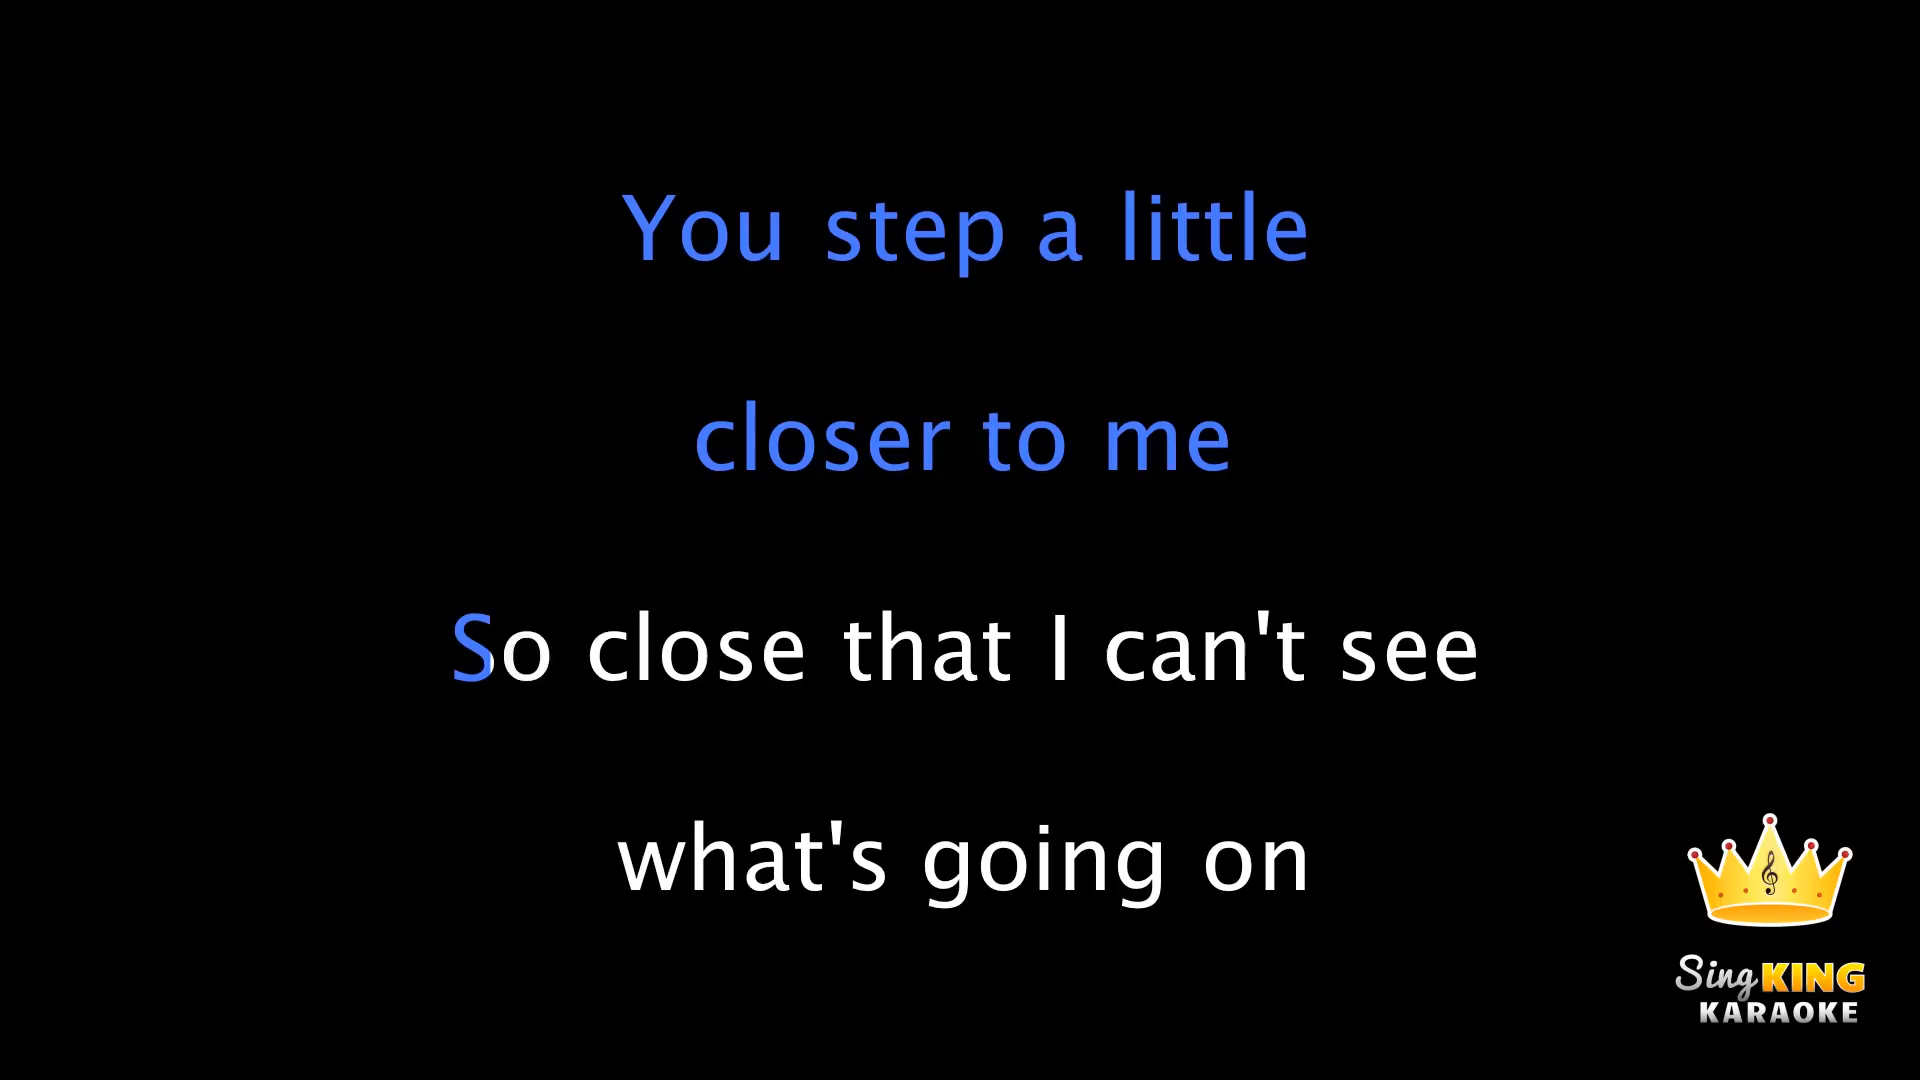 You step a little
closer to me
So close that I can't see
what's going on
Sing KING
KARAOKE